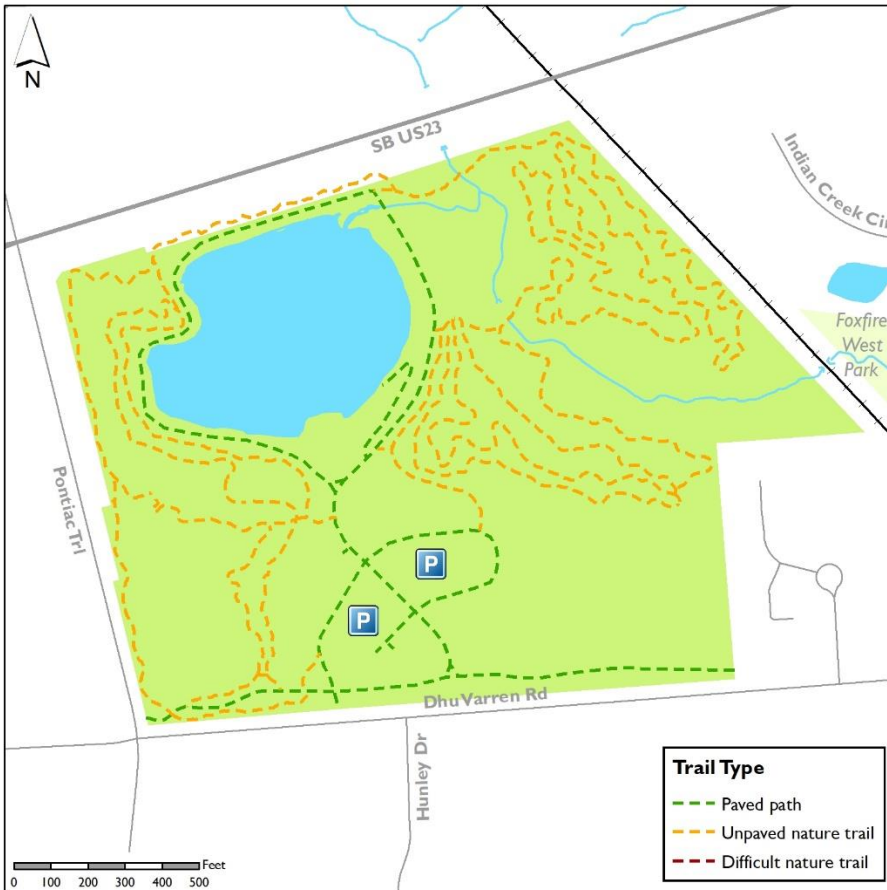 N
SB US23
Indian Creek Cir
Foxfire
West
Park
Pontiac Trl
P
P
Dhu Varren Rd
Hunley Dr
Trail Type
Paved path
Unpaved nature trail
Difficult nature trail
Feet
0 100 200 300 400 500